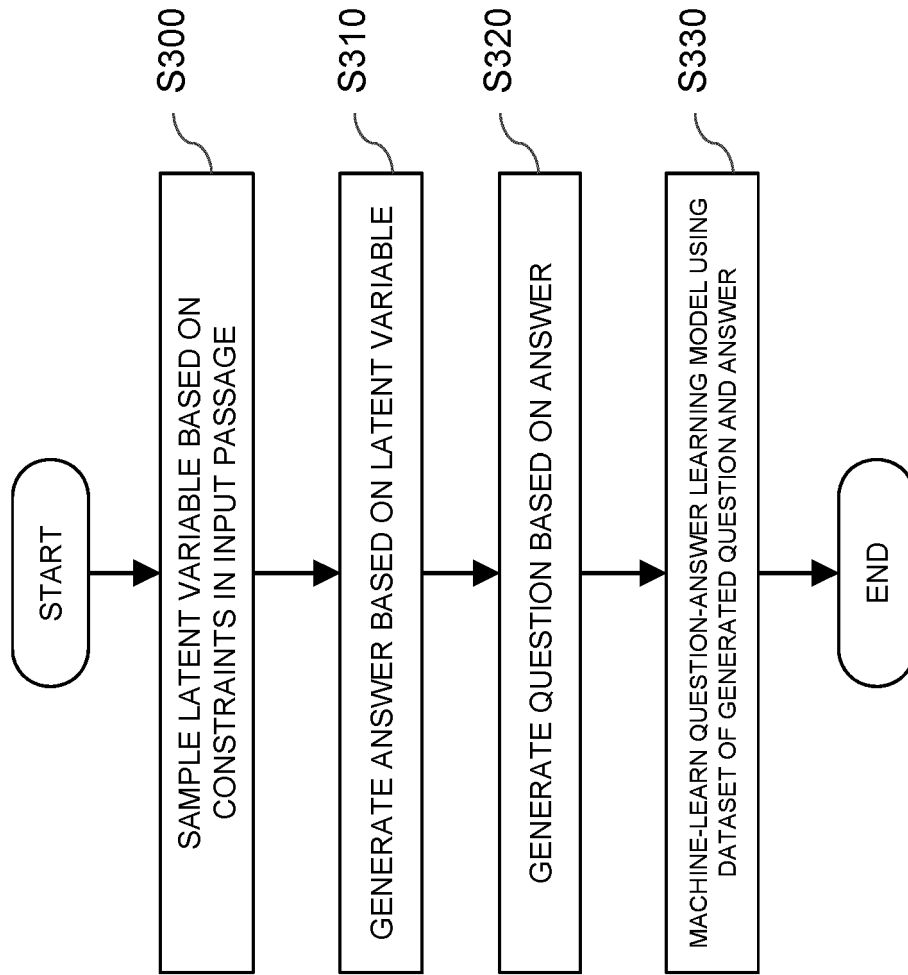 START
SAMPLE LATENT VARIABLE BASED ON
CONSTRAINTS IN INPUT PASSAGE
S300
GENERATE ANSWER BASED ON LATENT VARIABLE
S310
GENERATE QUESTION BASED ON ANSWER
S320
MACHINE-LEARN QUESTION-ANSWER LEARNING MODEL USING
DATASET OF GENERATED QUESTION AND ANSWER
S330
END